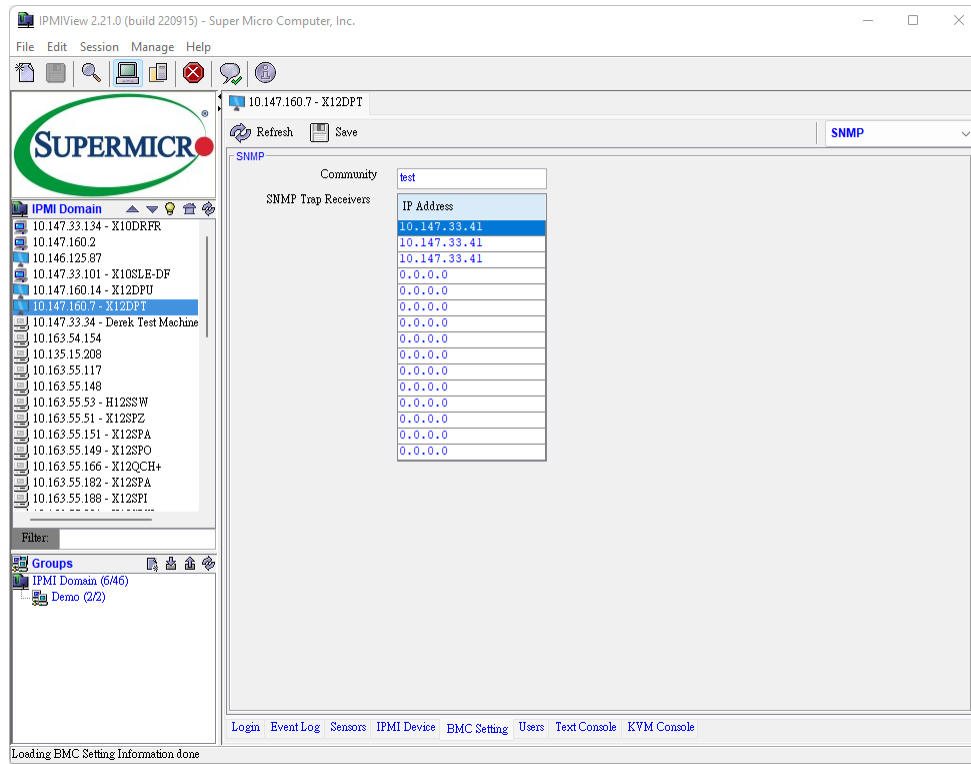 IPMIView 2.21.0 (build 220915) - Super Micro Computer, Inc.
File Edit Session Manage Help
SUPERMICR
®
IPMI Domain
10.147.33.134 - X10DRFR
10.147.160.2
10.146.125.87
10.147.33.101 - X10SLE-DF
10.147.160.14 - X12DPU
10.147.160.7 - X12DPT
10.147.33.34 - Derek Test Machine
10.163.54.154
10.135.15.208
10.163.55.117
10.163.55.148
10.163.55.53 - H12SSW
10.163.55.51 - X12SPZ
10.163.55.151 - X12SPA
10.163.55.149 - X12SPO
10.163.55.166 - X12QCH+
10.163.55.182 - X12SPA
10.163.55.188 - X12SPI
Filter:
Groups
IPMI Domain (6/46)
Demo (2/2)
10.147.160.7 - X12DPT
Refresh Save
SNMP
SNMP
Community test
SNMP Trap Receivers
IP Address
10.147.33.41
10.147.33.41
10.147.33.41
0.0.0.0
0.0.0.0
0.0.0.0
0.0.0.0
0.0.0.0
0.0.0.0
0.0.0.0
0.0.0.0
0.0.0.0
0.0.0.0
0.0.0.0
0.0.0.0
Login Event Log Sensors IPMI Device BMC Setting Users Text Console KVM Console
Loading BMC Setting Information done